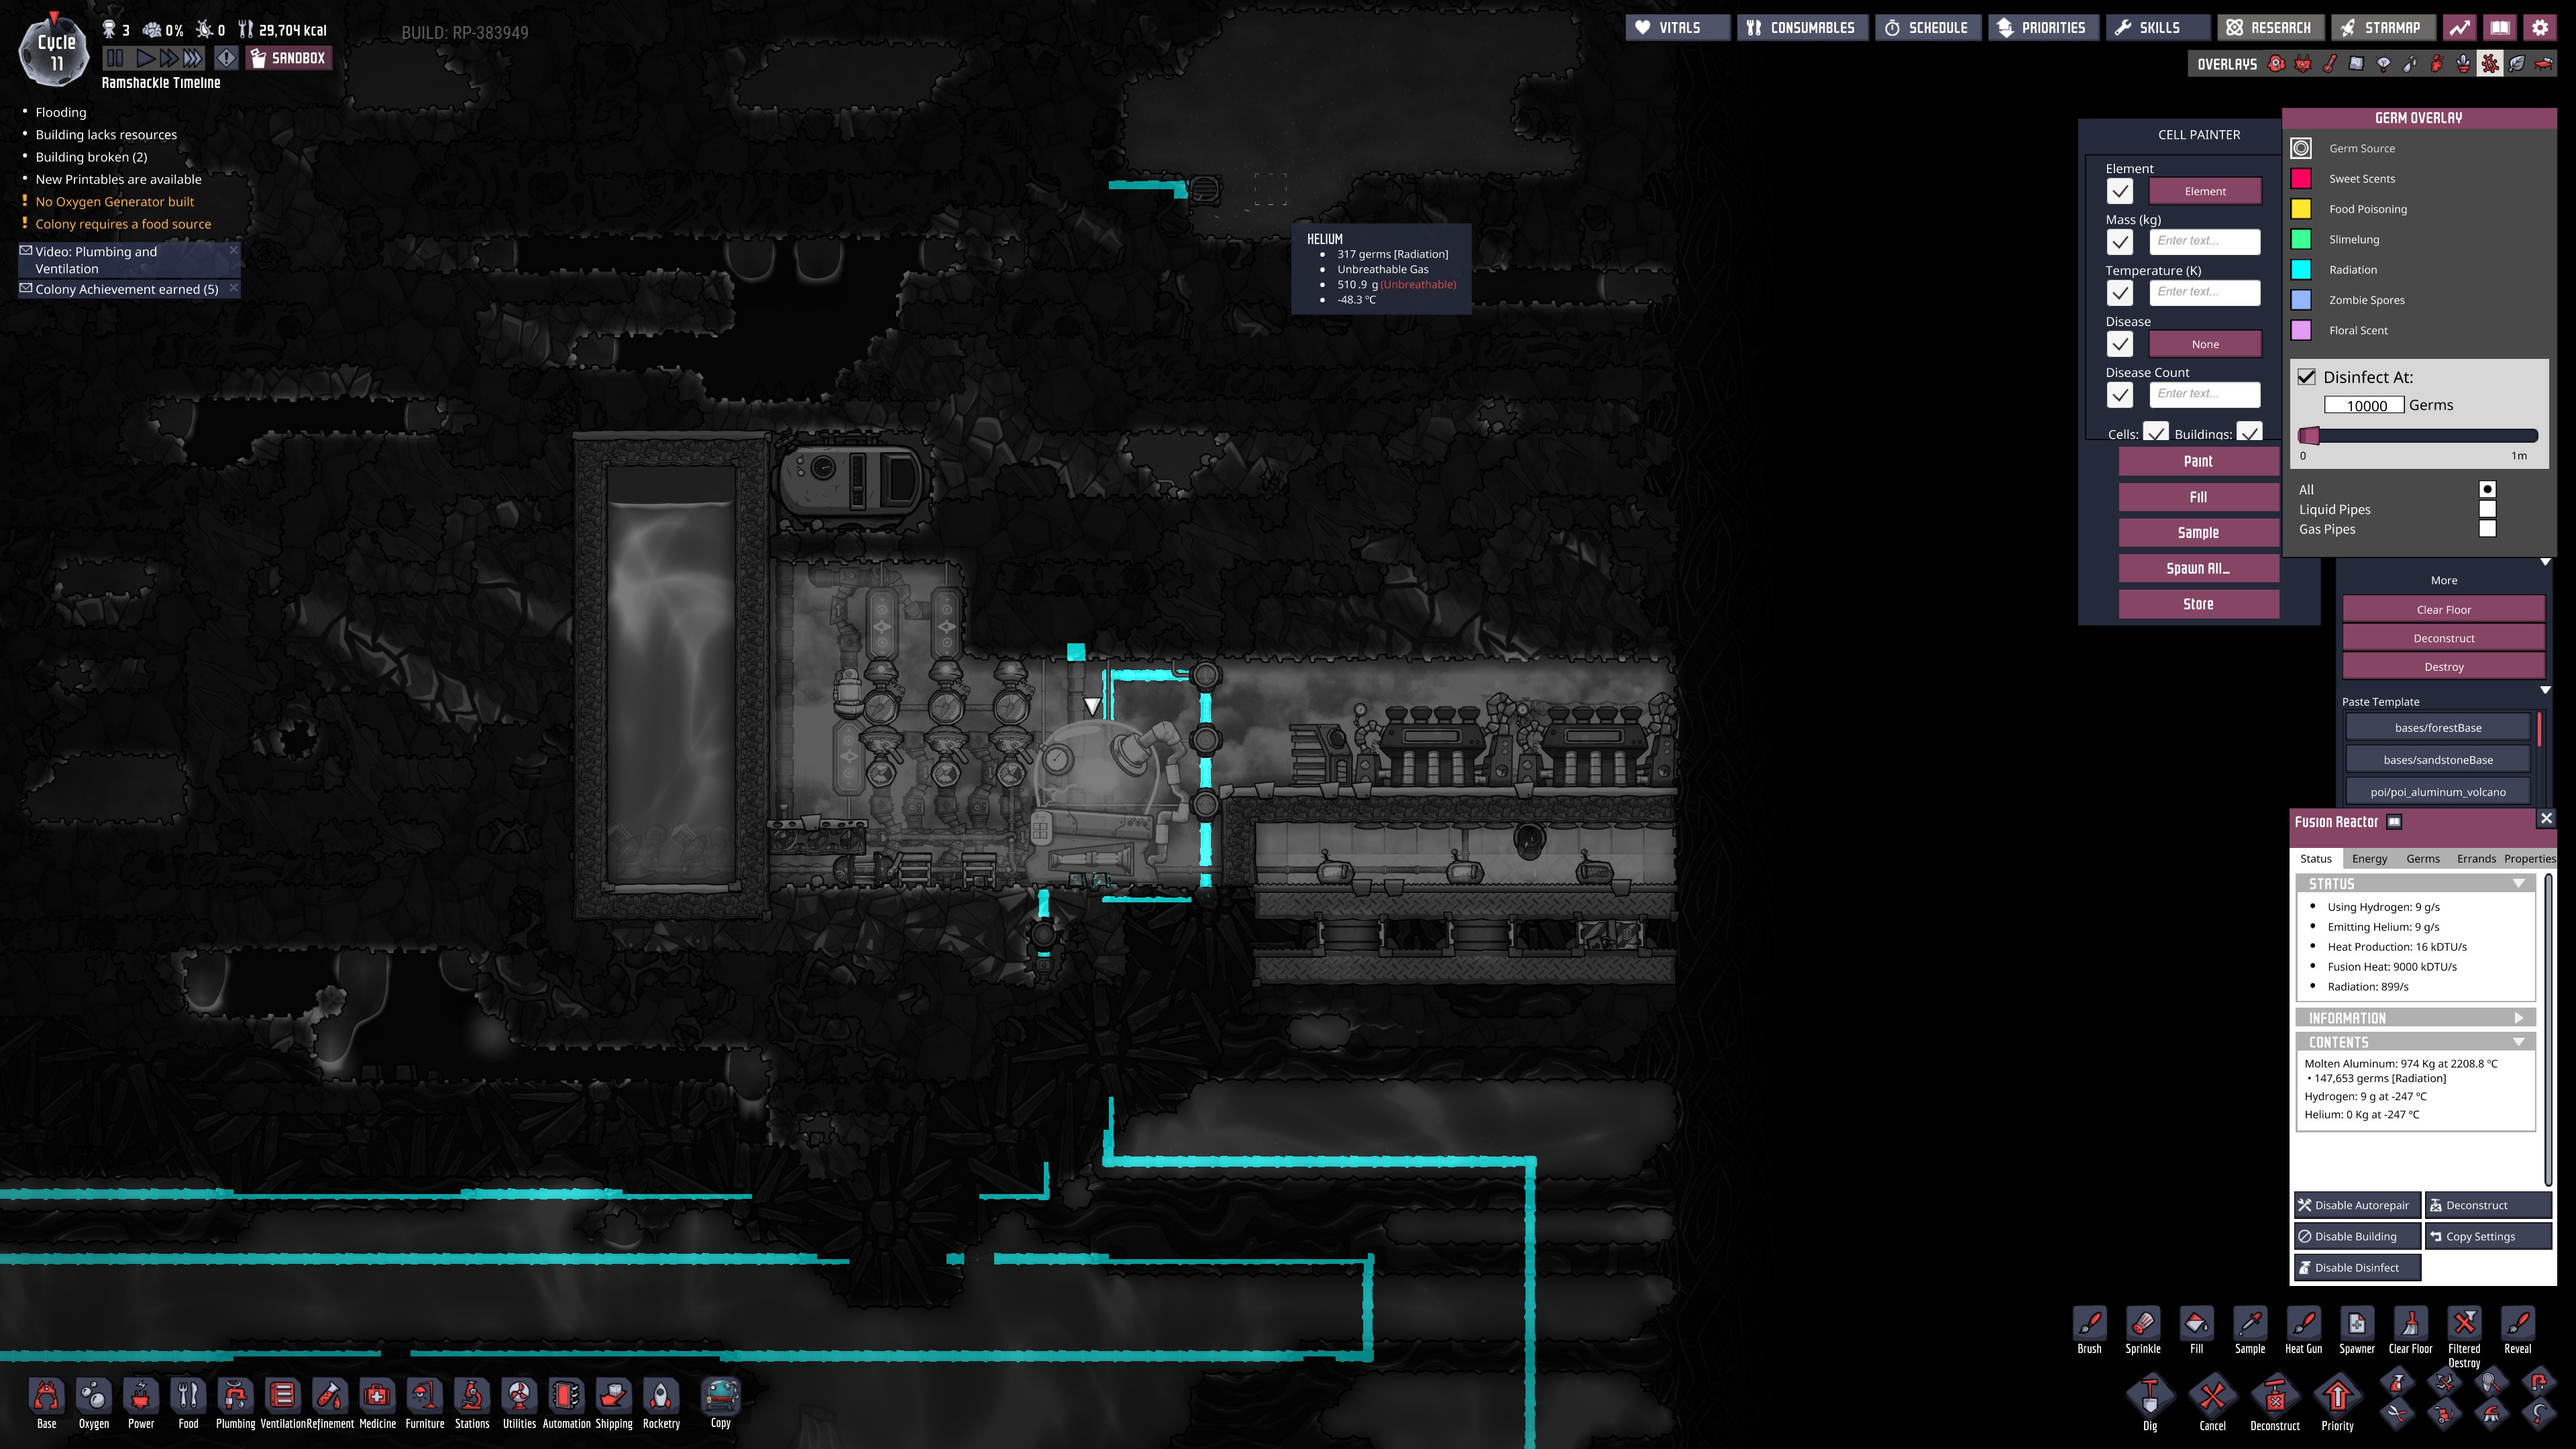 Cycle
11
3
0%
0
29,704 kcal
SANDBOX
Ramshackle Timeline
BUILD: RP-383949
VITALS
CONSUMABLES
SCHEDULE
PRIORITIES
SKILLS
RESEARCH
STARMAP
OVERLAYS
Flooding
Building lacks resources
Building broken (2)
New Printables are available
No Oxygen Generator built
Colony requires a food source
Video: Plumbing and
Ventilation
Colony Achievement earned (5)
HELIUM
317 germs [Radiation]
Unbreathable Gas
510.9 g (Unbreathable)
-48.3 °C
CELL PAINTER
Element
Element
Mass (kg)
Enter text...
Temperature (K)
Enter text...
Disease
None
Disease Count
Enter text...
Cells:
Buildings:
Paint
Fill
Sample
Spawn All_
Store
GERM OVERLAY
Germ Source
Sweet Scents
Food Poisoning
Slimelung
Radiation
Zombie Spores
Floral Scent
Disinfect At:
10000 Germs
0
1m
All
Liquid Pipes
Gas Pipes
More
Clear Floor
Deconstruct
Destroy
Paste Template
bases/forestBase
bases/sandstoneBase
poi/poi_aluminum_volcano
Fusion Reactor
Status
Energy
Germs
Errands
Properties
STATUS
Using Hydrogen: 9 g/s
Emitting Helium: 9 g/s
Heat Production: 16 kDTU/s
Fusion Heat: 9000 kDTU/s
Radiation: 899/s
INFORMATION
CONTENTS
Molten Aluminum: 974 Kg at 2208.8 °C
• 147,653 germs [Radiation]
Hydrogen: 9 g at -247 °C
Helium: 0 Kg at -247 °C
Disable Autorepair
Deconstruct
Disable Building
Copy Settings
Disable Disinfect
Brush
Sprinkle
Fill
Sample
Heat Gun
Spawner
Clear Floor
Filtered
Destroy
Reveal
Dig
Cancel
Deconstruct
Priority
Base
Oxygen
Power
Food
Plumbing
Ventilation
Refinement
Medicine
Furniture
Stations
Utilities
Automation
Shipping
Rocketry
Copy